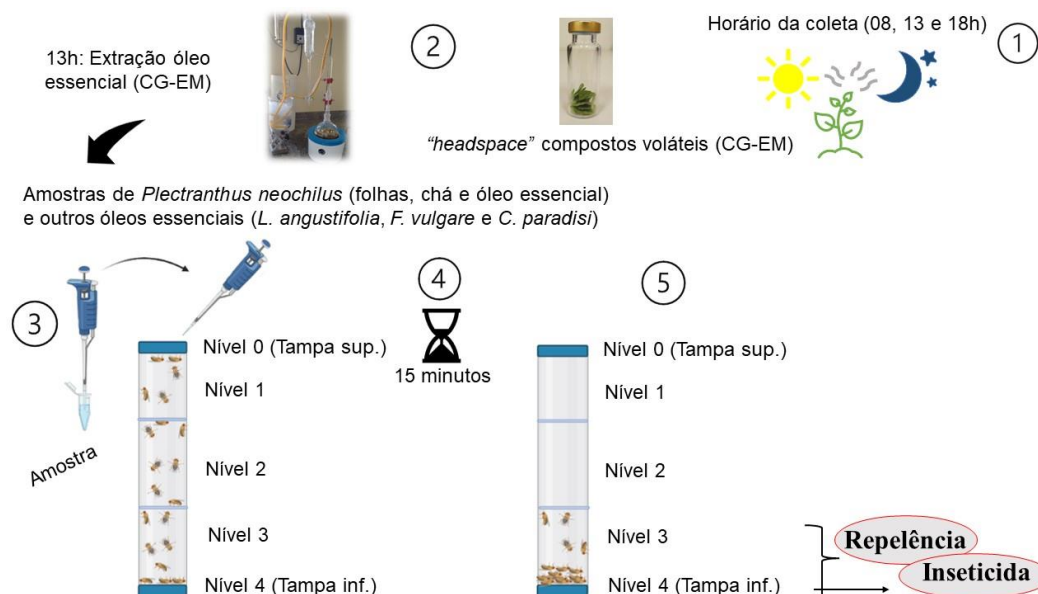 Horário da coleta (08, 13 e 18h)
1
2
13h: Extração óleo
essencial (CG-EM)
"headspace" compostos voláteis (CG-EM)
Amostras de Plectranthus neochilus (folhas, chá e óleo essencial)
e outros óleos essenciais (L. angustifolia, F. vulgare e C. paradisi)
3
Amostra
Nível 0 (Tampa sup.)
Nível 1
Nível 2
Nível 3
Nível 4 (Tampa inf.)
4
15 minutos
5
Nível 0 (Tampa sup.)
Nível 1
Nível 2
Nível 3
Nível 4 (Tampa inf.)
Repelência
Inseticida